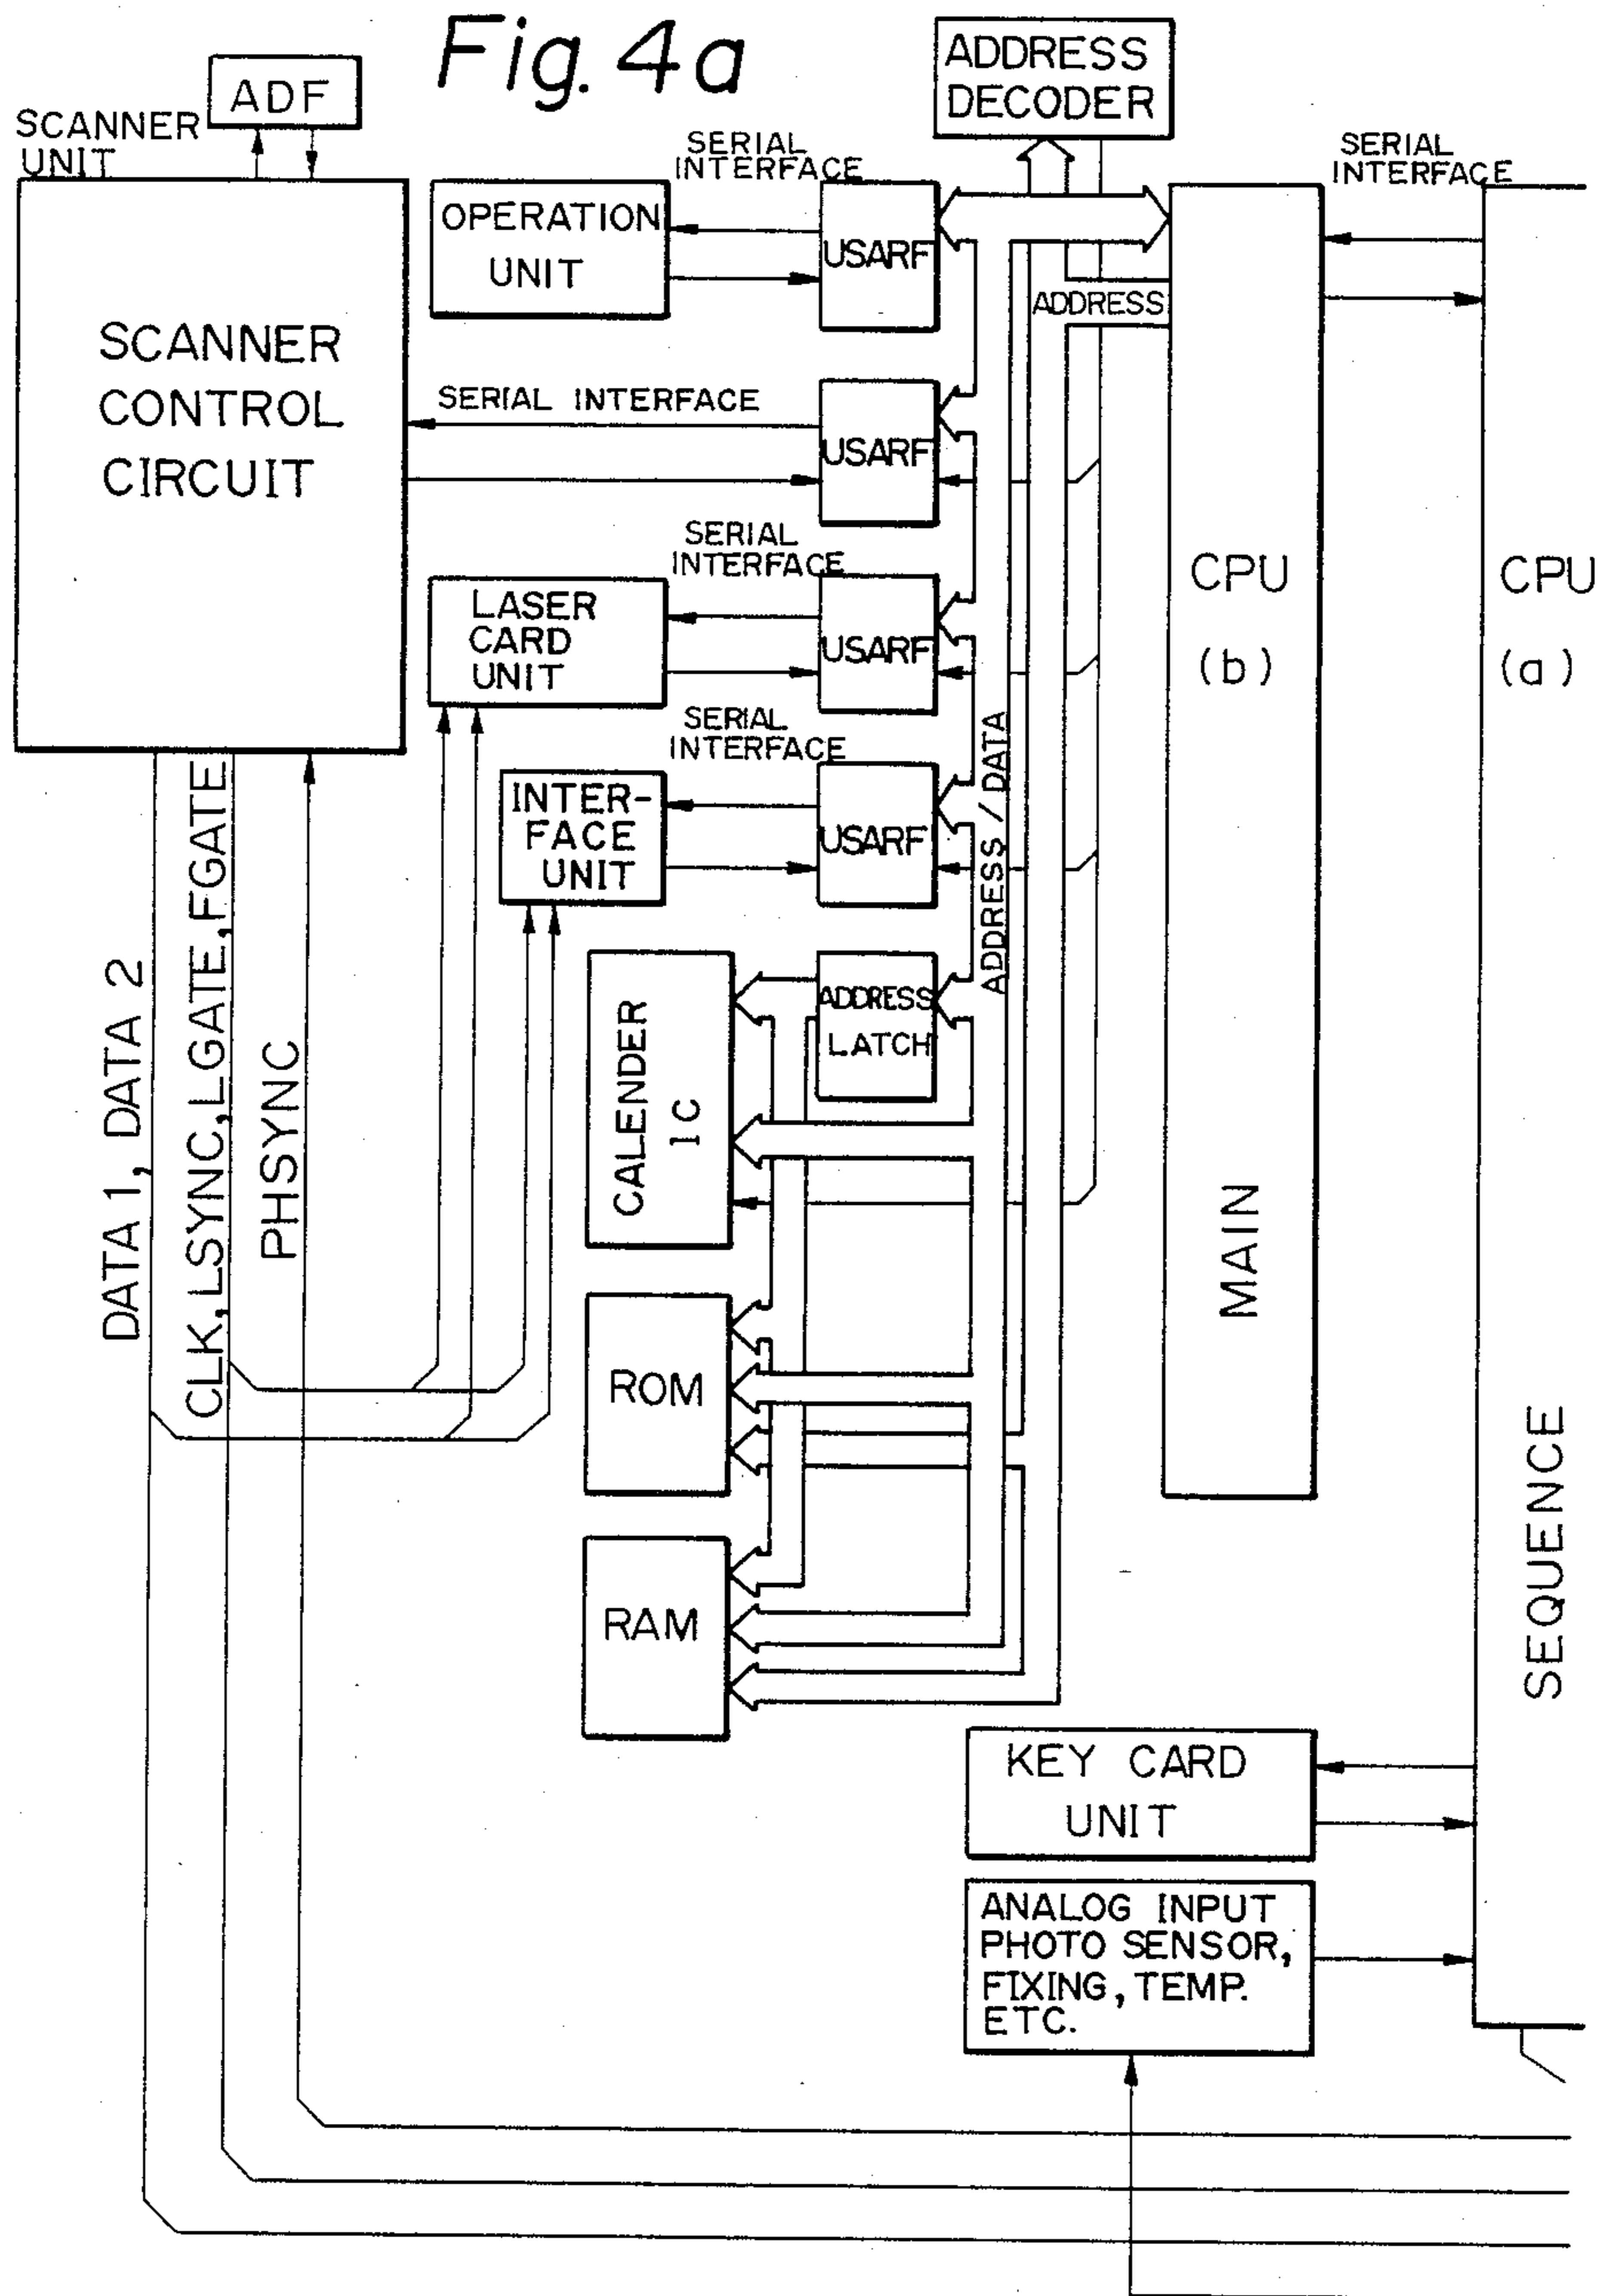 Fig. 4a
ADF
SCANNER
UNIT
SCANNER
CONTROL
CIRCUIT
ADDRESS
DECODER
SERIAL
INTERFACE
OPERATION
UNIT
USARF
ADDRESS
SERIAL
INTERFACE
SERIAL INTERFACE
USARF
SERIAL
INTERFACE
LASER
CARD
UNIT
USARF
SERIAL
INTERFACE
INTER-
FACE
UNIT
USARF
ADDRESS/DATA
CPU
(b)
MAIN
CPU
(a)
SEQUENCE
DATA 1, DATA 2
CLK, LSYNC, LGATE, FGATE
PHSYNC
CALENDER
1C
ADDRESS
LATCH
ROM
RAM
KEY CARD
UNIT
ANALOG INPUT
PHOTO SENSOR,
FIXING, TEMP.
ETC.